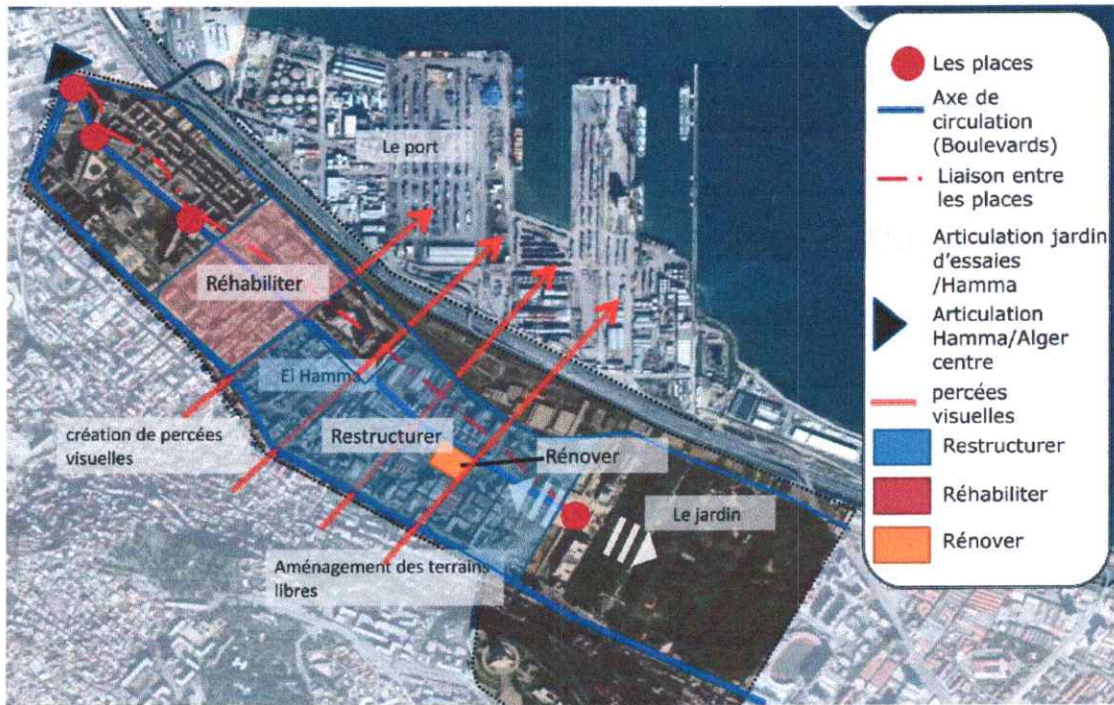 Le port
Réhabiliter
El Hamma
Restructurer
création de percées
visuelles
Rénover
Le jardin
Aménagement des terrains
libres
Les places
Axe de
circulation
(Boulevards)
Liaison entre
les places
Articulation jardin
d'essaies
/Hamma
Articulation
Hamma/Alger
centre
percées
visuelles
Restructurer
Réhabiliter
Rénover